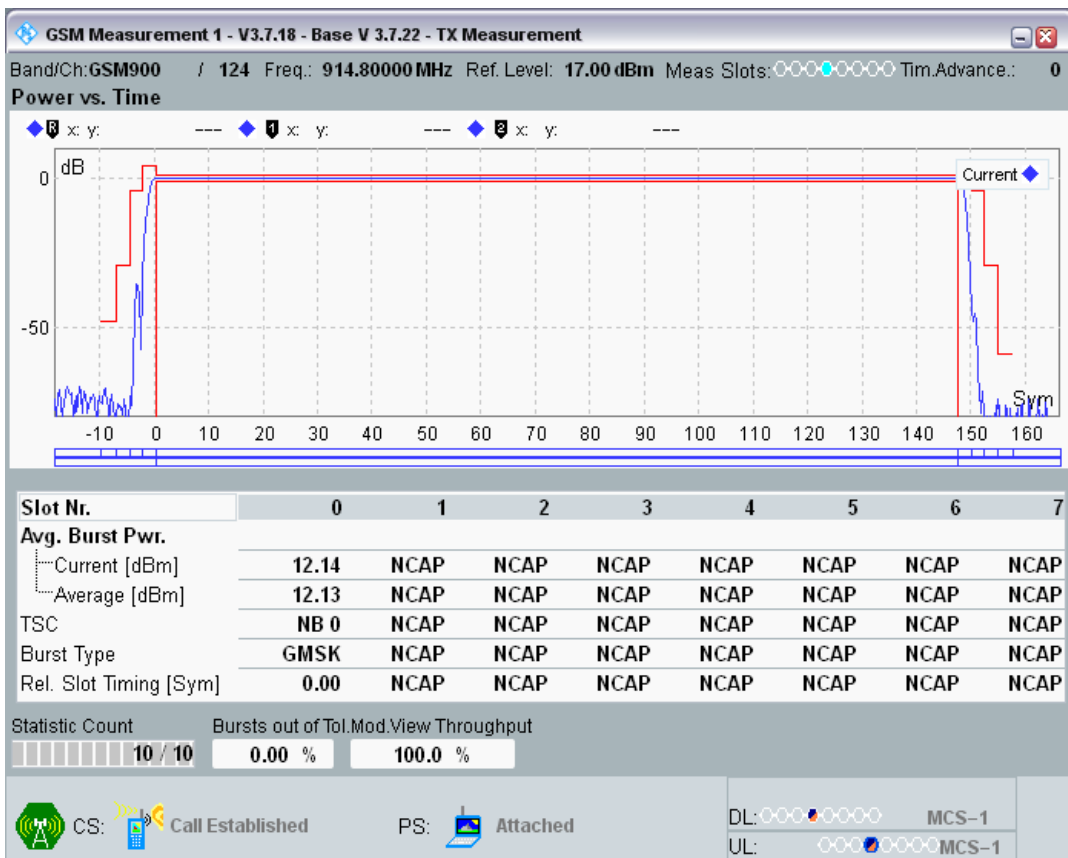 GSM Measurement 1 - V3.7.18 - Base V 3.7.22 - TX Measurement
Band/Ch:GSM900 / 124 Freq.: 914.80000 MHz Ref. Level: 17.00 dBm Meas Slots: Tim.Advance.: 0
Power vs. Time
R x: y: --- 1 x: y: --- 2 x: y: ---
dB
Current
0
-50
Sym
-10 0 10 20 30 40 50 60 70 80 90 100 110 120 130 140 150 160
Slot Nr. 0 1 2 3 4 5 6 7
Avg. Burst Pwr.
Current [dBm] 12.14 NCAP NCAP NCAP NCAP NCAP NCAP NCAP
Average [dBm] 12.13 NCAP NCAP NCAP NCAP NCAP NCAP NCAP
TSC NB 0 NCAP NCAP NCAP NCAP NCAP NCAP NCAP
Burst Type GMSK NCAP NCAP NCAP NCAP NCAP NCAP NCAP
Rel. Slot Timing [Sym] 0.00 NCAP NCAP NCAP NCAP NCAP NCAP NCAP
Statistic Count Bursts out of Tol. Mod.View Throughput
10 / 10 0.00 % 100.0 %
CS: Call Established PS: Attached
DL: MCS-1
UL: MCS-1